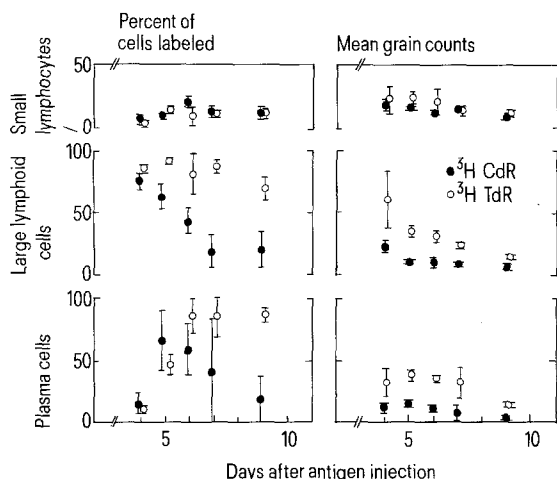 Percent of
cells labeled
Mean grain counts
Small
lymphocytes
50
0
Large lymphoid
cells
100
50
0
³H CdR
³H TdR
Plasma cells
100
50
0
5 10 5 10
Days after antigen injection